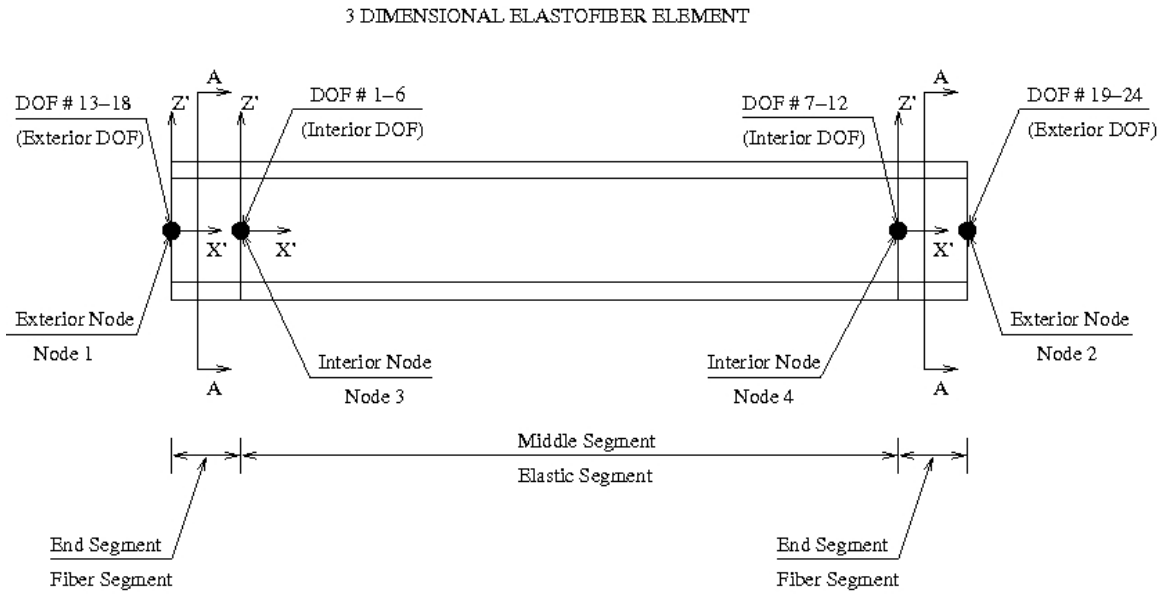 3 DIMENSIONAL ELASTOFIBER ELEMENT
A
A
DOF # 13–18
(Exterior DOF)
Z'
Z'
DOF # 1–6
(Interior DOF)
DOF # 7–12
(Interior DOF)
Z'
DOF # 19–24
(Exterior DOF)
X'
X'
X'
Exterior Node
Node 1
Interior Node
Node 3
Interior Node
Node 4
Exterior Node
Node 2
A
A
Middle Segment
Elastic Segment
End Segment
Fiber Segment
End Segment
Fiber Segment